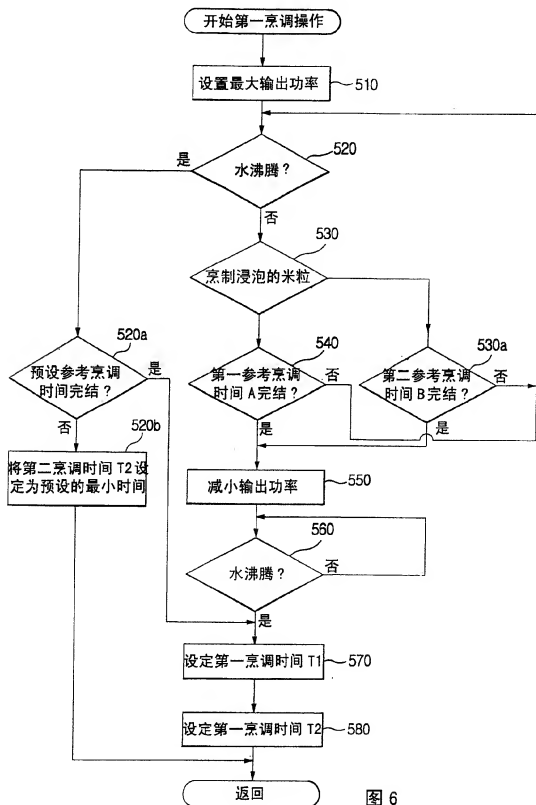 开始第一烹调操作
设置最大输出功率
510
520
是
水沸腾？
否
530
烹制浸泡的米粒
520a
预设参考烹调
时间完结？
是
540
第一参考烹调
时间A完结？
否
530a
第二参考烹调
时间B完结？
否
否
520b
是
是
将第二烹调时间 T2设
定为预设的最小时间
减小输出功率
550
560
水沸腾？
否
是
设定第一烹调时间 T1
570
设定第一烹调时间 T2
580
返回
图 6